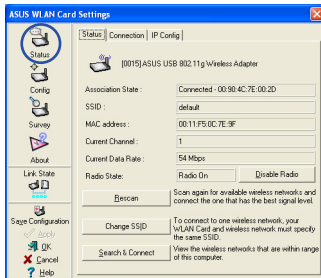 ASUS WLAN Card Settings
Status
Config
Survey
About
Link State
Save Configuration
Apply
OK
Cancel
Help
Status Connection IP Config
[0015] ASUS USB 802.11g Wireless Adapter
Association State : Connected - 00:90:4C:7E:00:2D
SSID : default
MAC address : 00:11:F5:0C:7E:9F
Current Channel : 1
Current Data Rate : 54 Mbps
Radio State: Radio On Disable Radio
Rescan
Scan again for available wireless networks and
connect the one that has the best signal level.
Change SSID
To connect to one wireless network, your
WLAN Card and wireless network must specify
the same SSID.
Search & Connect
View the wireless networks that are within range
of this computer.